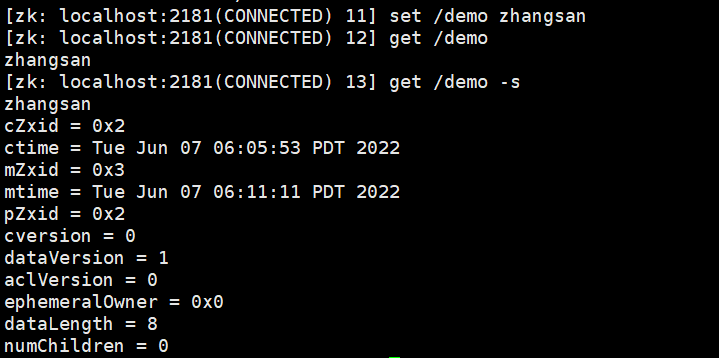 [zk: localhost:2181(CONNECTED) 11] set /demo zhangsan
[zk: localhost:2181(CONNECTED) 12] get /demo
zhangsan
[zk: localhost:2181(CONNECTED) 13] get /demo -s
zhangsan
cZxid = 0x2
ctime = Tue Jun 07 06:05:53 PDT 2022
mZxid = 0x3
mtime = Tue Jun 07 06:11:11 PDT 2022
pZxid = 0x2
cversion = 0
dataVersion = 1
aclVersion = 0
ephemeralOwner = 0x0
dataLength = 8
numChildren = 0